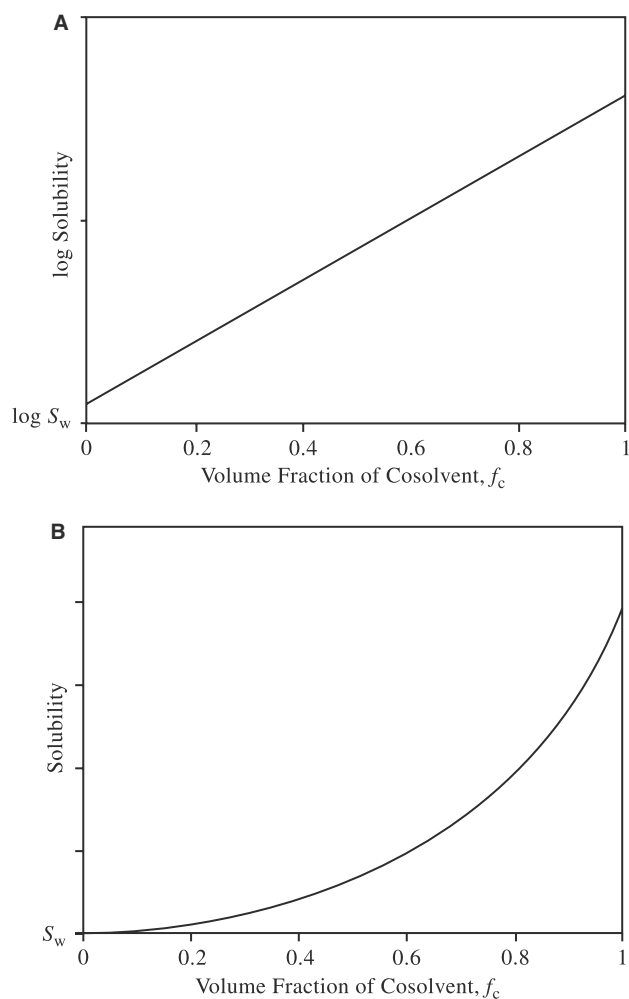 A
log Solubility
log Sw
0 0.2 0.4 0.6 0.8 1
Volume Fraction of Cosolvent, fc
B
Solubility
Sw
0 0.2 0.4 0.6 0.8 1
Volume Fraction of Cosolvent, fc